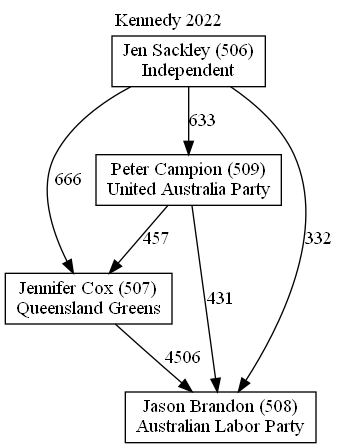 Kennedy 2022
Jen Sackley (506)
Independent
633
Peter Campion (509)
United Australia Party
666
332
457
431
Jennifer Cox (507)
Queensland Greens
4506
Jason Brandon (508)
Australian Labor Party